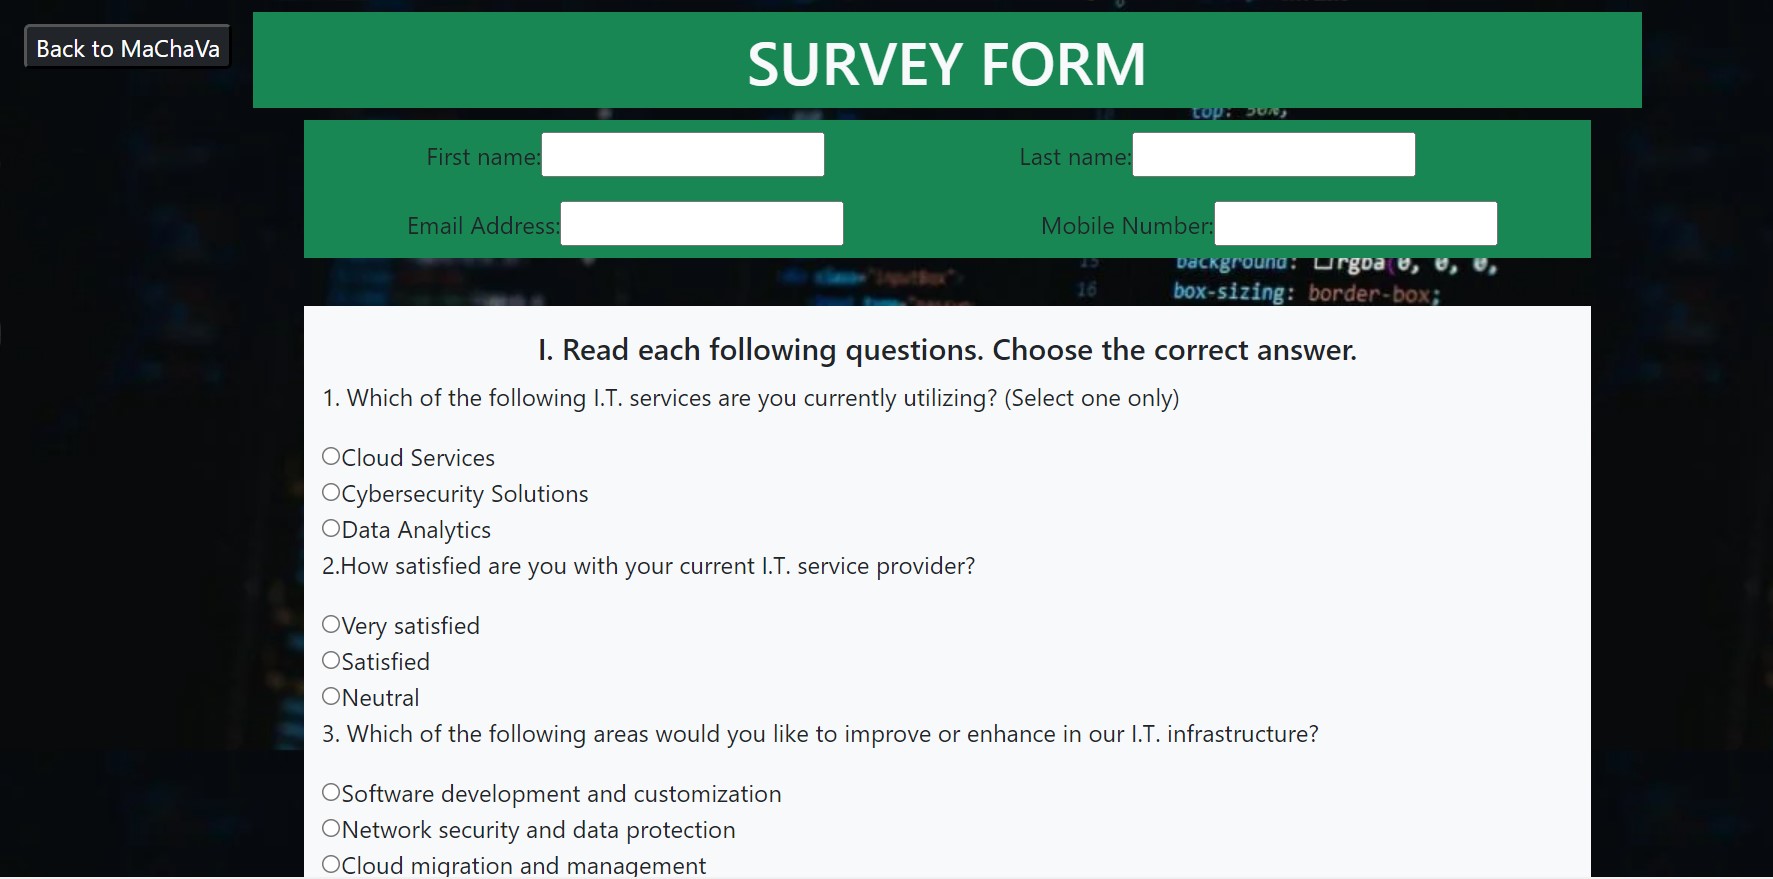 Back to MaChaVa
SURVEY FORM
top: 50%;
First name:
Last name:
Email Address:
Mobile Number:
15 background: rgba(0, 0, 0,
class="inputBox">
16 box-sizing: border-box;
I. Read each following questions. Choose the correct answer.
1. Which of the following I.T. services are you currently utilizing? (Select one only)
Cloud Services
Cybersecurity Solutions
Data Analytics
2.How satisfied are you with your current I.T. service provider?
Very satisfied
Satisfied
Neutral
3. Which of the following areas would you like to improve or enhance in our I.T. infrastructure?
Software development and customization
Network security and data protection
Cloud migration and management